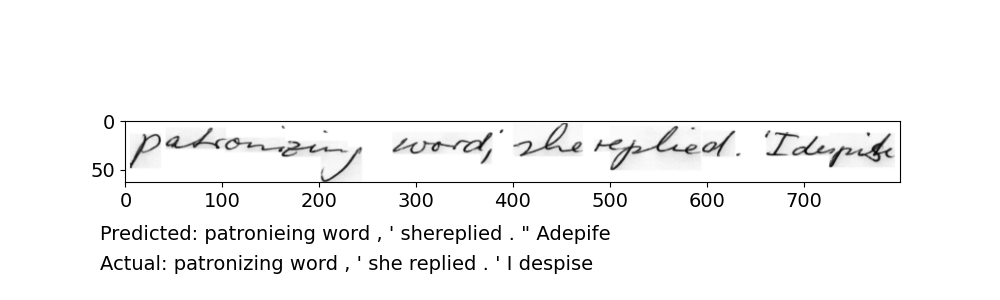 0
patronizing word,' she replied. 'I despise
50
0 100 200 300 400 500 600 700
Predicted: patronieing word , ' shereplied . " Adepife
Actual: patronizing word , ' she replied . ' I despise